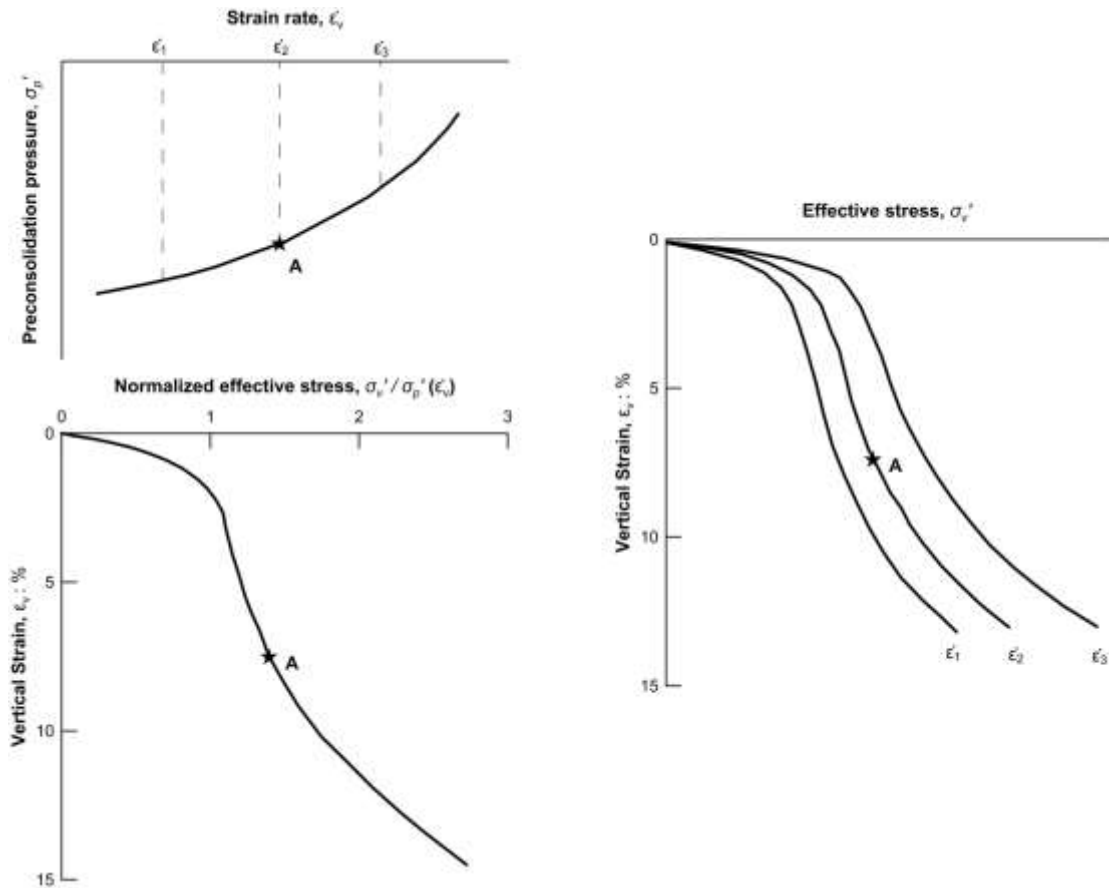 Strain rate, ε̇ᵥ
ε̇₁ ε̇₂ ε̇₃
Preconsolidation pressure, σₚ'
A
Normalized effective stress, σᵥ' / σₚ' (ε̇ᵥ)
0 1 2 3
0
5
10
15
Vertical Strain, εᵥ : %
A
Effective stress, σᵥ'
0
5
10
15
Vertical Strain, εᵥ : %
A
ε̇₁ ε̇₂ ε̇₃